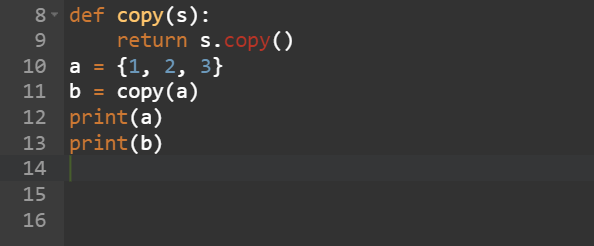 8 def copy(s):
9     return s.copy()
10 a = {1, 2, 3}
11 b = copy(a)
12 print(a)
13 print(b)
14
15
16